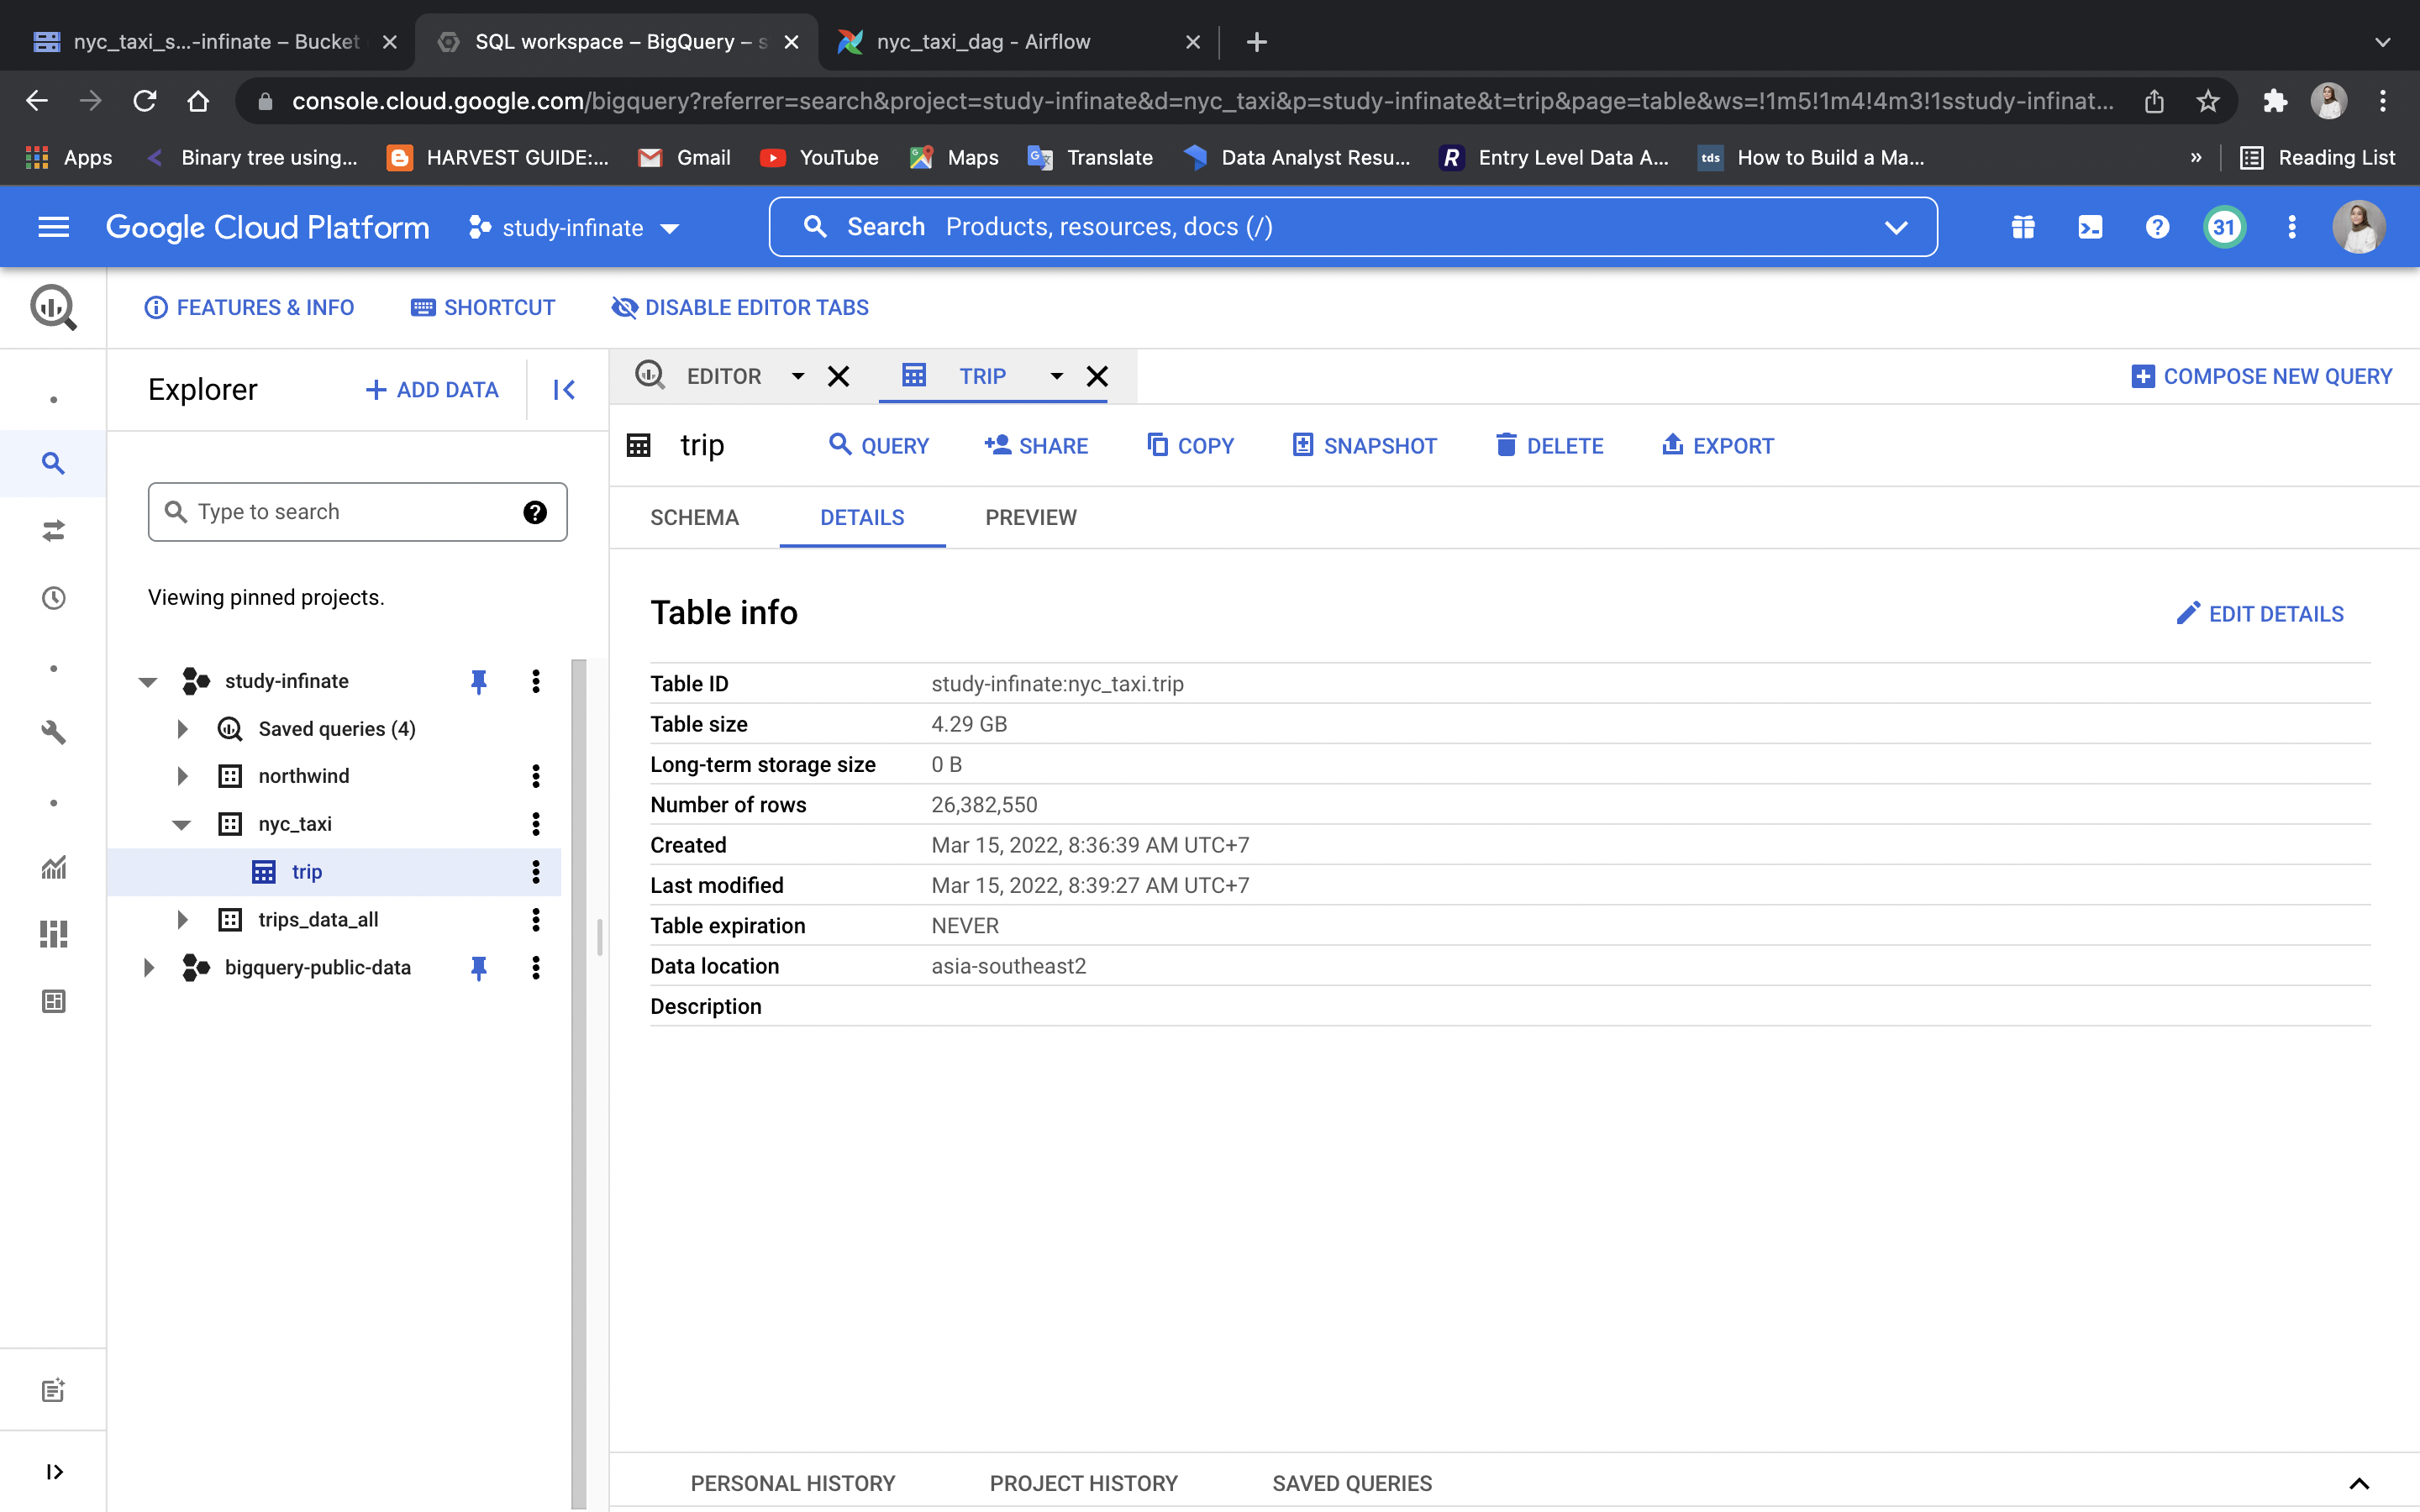 nyc_taxi_s...-infinate – Bucket
SQL workspace – BigQuery – s
nyc_taxi_dag - Airflow
console.cloud.google.com/bigquery?referrer=search&project=study-infinate&d=nyc_taxi&p=study-infinate&t=trip&page=table&ws=!1m5!1m4!4m3!1sstudy-infinat...
Apps
Binary tree using...
HARVEST GUIDE:...
Gmail
YouTube
Maps
Translate
Data Analyst Resu...
Entry Level Data A...
tds
How to Build a Ma...
»
Reading List
Google Cloud Platform
study-infinate
Search Products, resources, docs (/)
31
FEATURES & INFO
SHORTCUT
DISABLE EDITOR TABS
Explorer
+ ADD DATA
EDITOR
TRIP
COMPOSE NEW QUERY
trip
QUERY
SHARE
COPY
SNAPSHOT
DELETE
EXPORT
Type to search
SCHEMA
DETAILS
PREVIEW
Viewing pinned projects.
study-infinate
Saved queries (4)
northwind
nyc_taxi
trip
trips_data_all
bigquery-public-data
Table info
EDIT DETAILS
Table ID study-infinate:nyc_taxi.trip
Table size 4.29 GB
Long-term storage size 0 B
Number of rows 26,382,550
Created Mar 15, 2022, 8:36:39 AM UTC+7
Last modified Mar 15, 2022, 8:39:27 AM UTC+7
Table expiration NEVER
Data location asia-southeast2
Description
PERSONAL HISTORY
PROJECT HISTORY
SAVED QUERIES